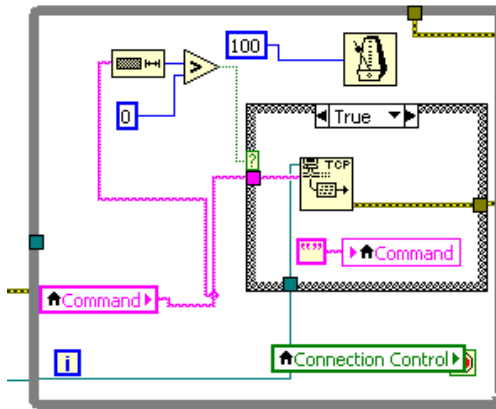 100
>
0
True
?
TCP
""
Command
Command
i
Connection Control